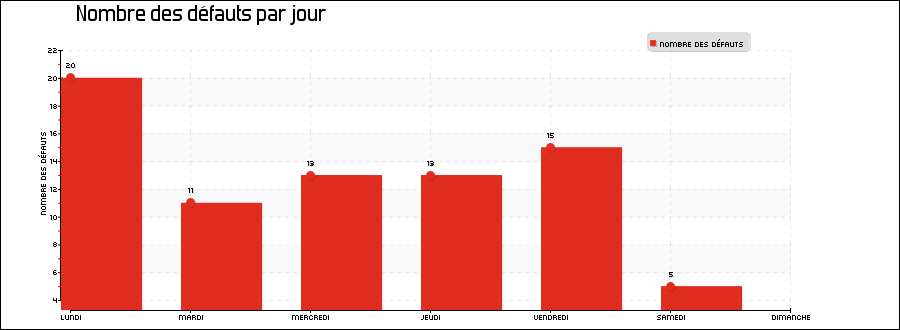 Nombre des défauts par jour
NOMBRE DES DÉFAUTS
NOMBRE DES DÉFAUTS
22
20
18
16
14
12
10
8
6
4
20
11
13
13
15
5
LUNDI
MARDI
MERCREDI
JEUDI
VENDREDI
SAMEDI
DIMANCHE